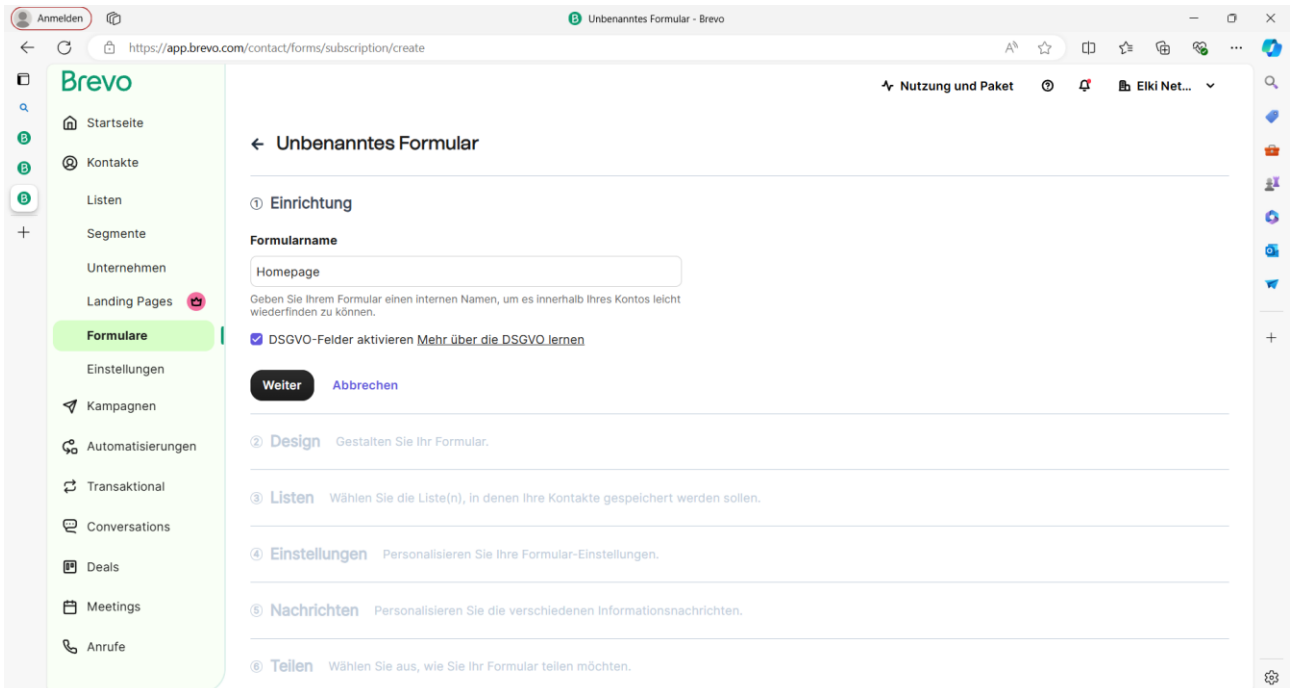 Anmelden
Unbenanntes Formular - Brevo
https://app.brevo.com/contact/forms/subscription/create
Brevo
Nutzung und Paket
Elki Net...
Startseite
Kontakte
Listen
Segmente
Unternehmen
Landing Pages
Formulare
Einstellungen
Kampagnen
Automatisierungen
Transaktional
Conversations
Deals
Meetings
Anrufe
Unbenanntes Formular
1 Einrichtung
Formularname
Homepage
Geben Sie Ihrem Formular einen internen Namen, um es innerhalb Ihres Kontos leicht
wiederfinden zu können.
DSGVO-Felder aktivieren Mehr über die DSGVO lernen
Weiter Abbrechen
2 Design Gestalten Sie Ihr Formular.
3 Listen Wählen Sie die Liste(n), in denen Ihre Kontakte gespeichert werden sollen.
4 Einstellungen Personalisieren Sie Ihre Formular-Einstellungen.
5 Nachrichten Personalisieren Sie die verschiedenen Informationsnachrichten.
6 Teilen Wählen Sie aus, wie Sie Ihr Formular teilen möchten.